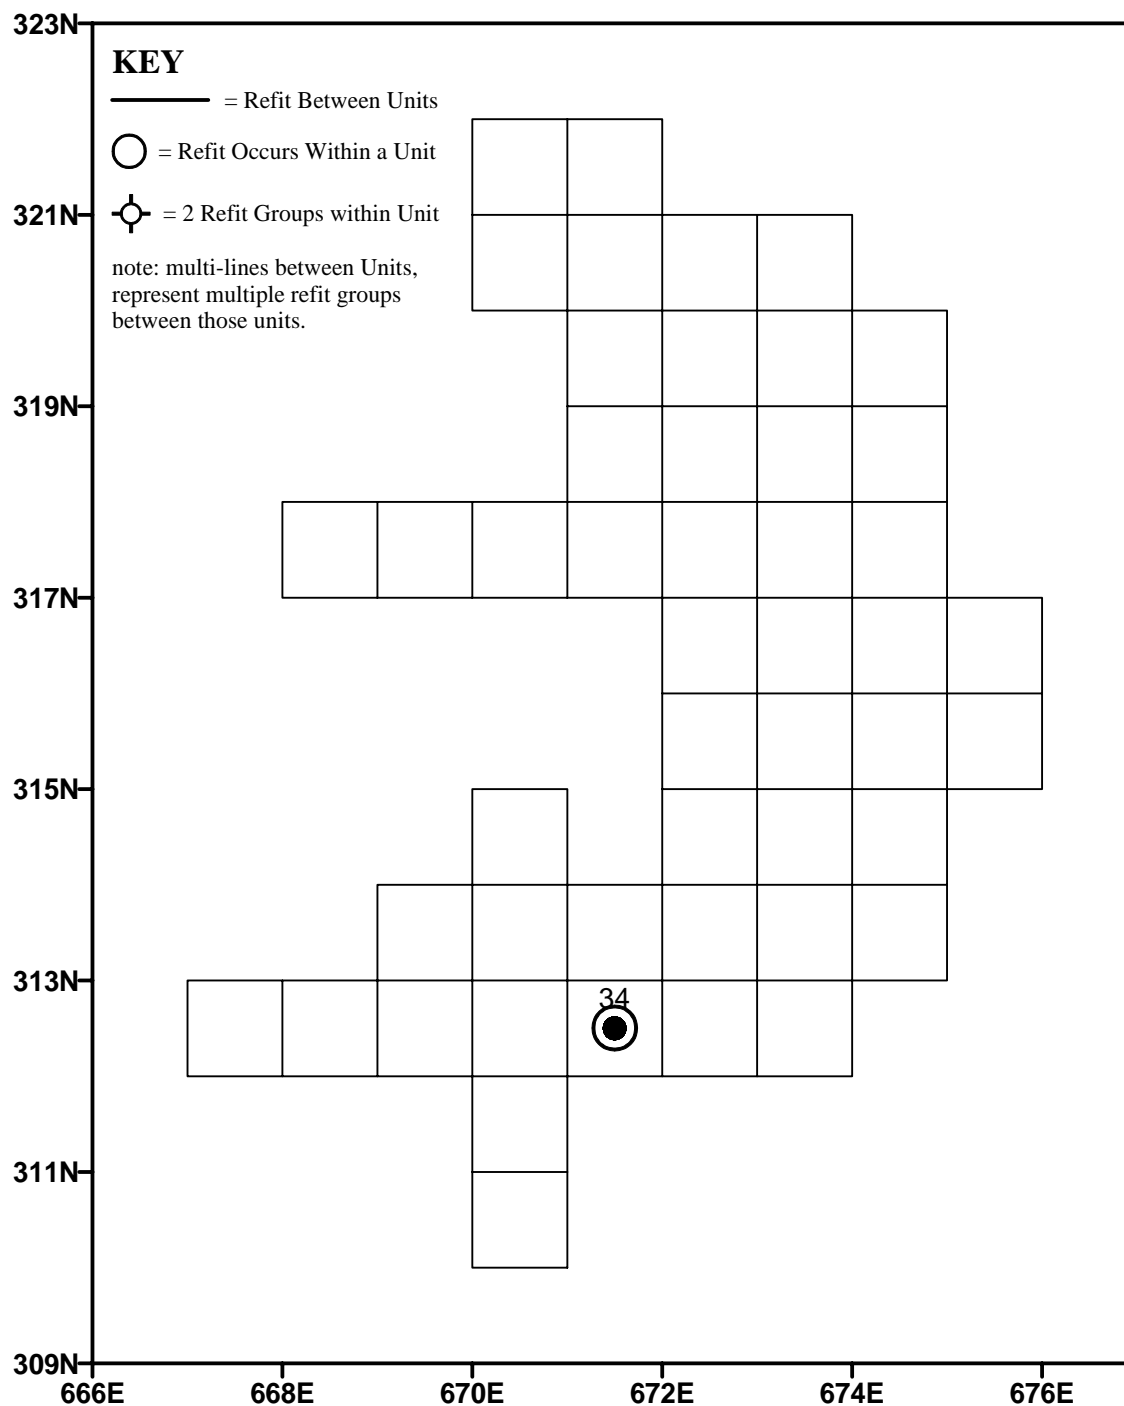 323N
KEY
= Refit Between Units
= Refit Occurs Within a Unit
321N
= 2 Refit Groups within Unit
note: multi-lines between Units,
represent multiple refit groups
between those units.
319N
317N
315N
313N
34
311N
309N
666E 668E 670E 672E 674E 676E